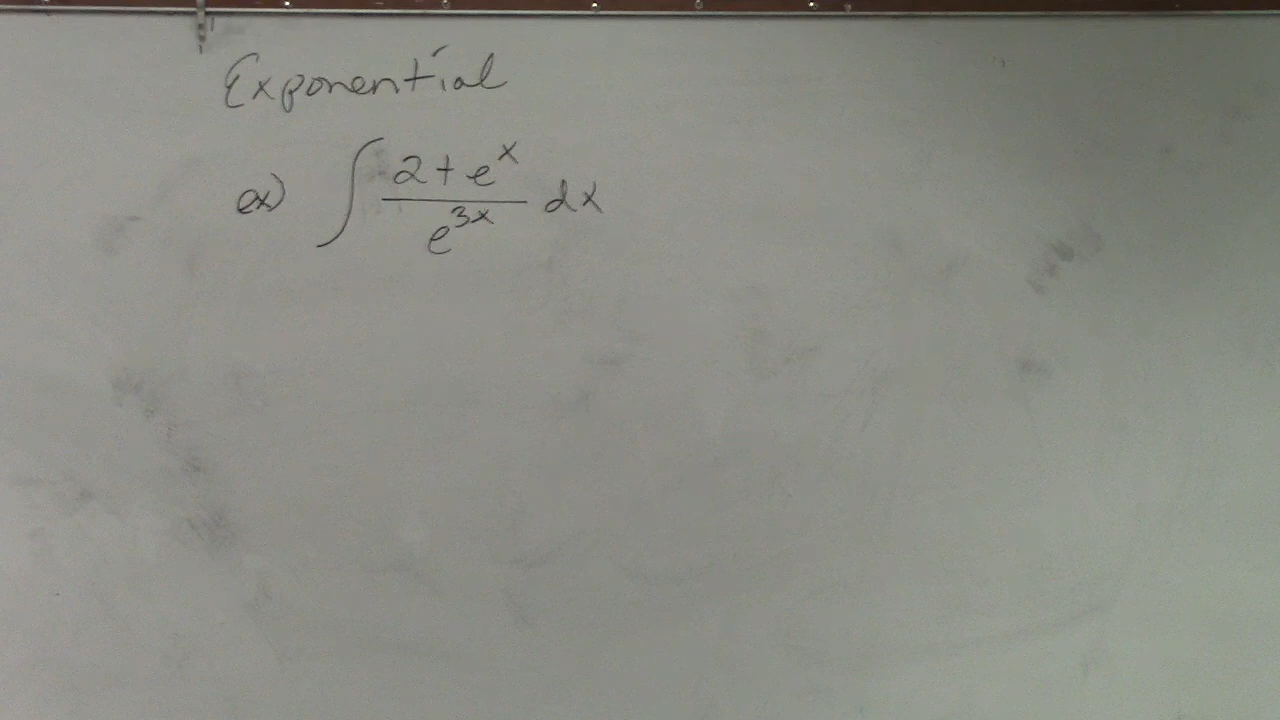 Exponential
ex) ∫ (2 + e^x)/(e^{3x}) dx